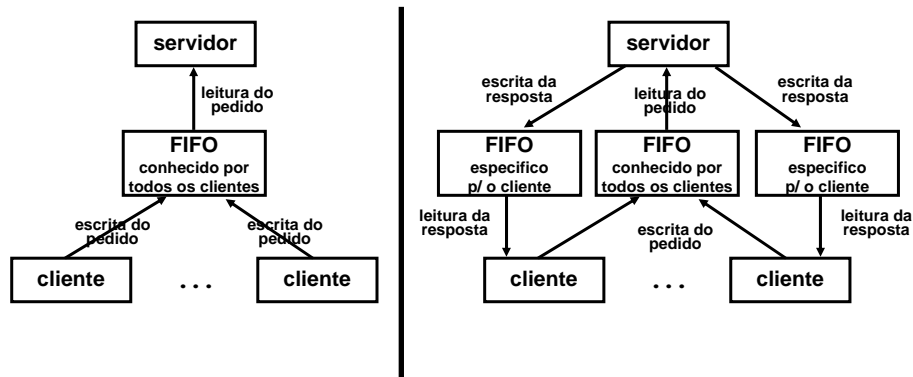 servidor
leitura do
pedido
FIFO
conhecido por
todos os clientes
escrita do
pedido
escrita do
pedido
cliente
. . .
cliente
servidor
escrita da
resposta
leitura do
pedido
escrita da
resposta
FIFO
especifico
p/ o cliente
FIFO
conhecido por
todos os clientes
FIFO
especifico
p/ o cliente
leitura da
resposta
escrita do
pedido
leitura da
resposta
cliente
. . .
cliente